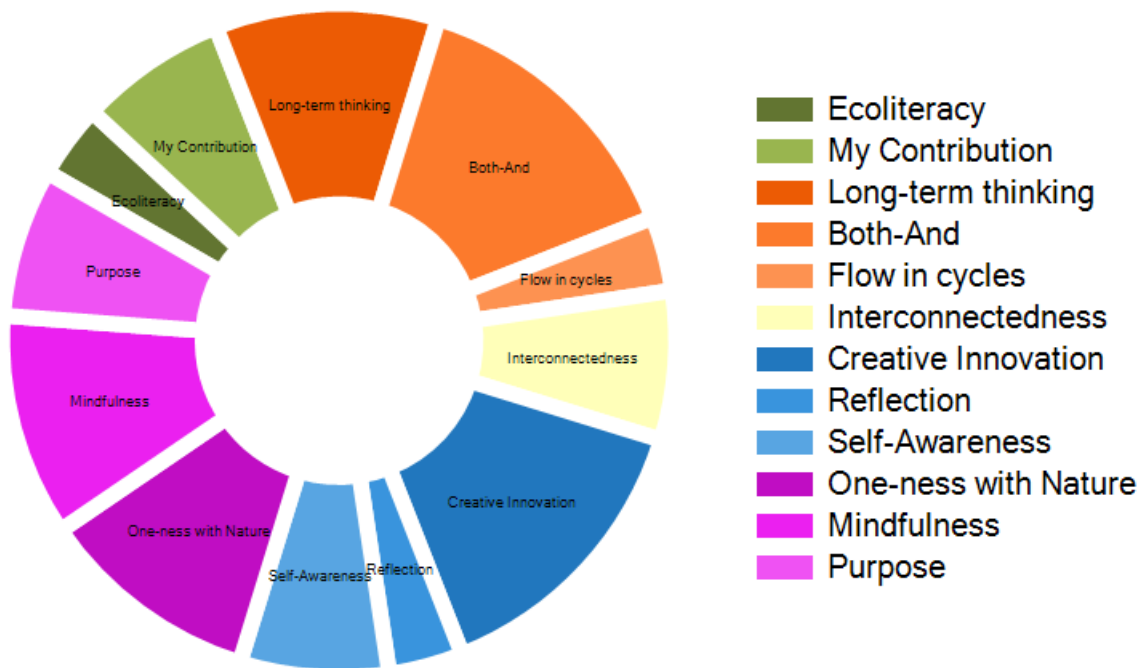 Long-term thinking
My Contribution
Both-And
Ecoliteracy
Purpose
Flow in cycles
Interconnectedness
Mindfulness
Creative Innovation
One-ness with Nature
Self-Awareness
Reflection
Ecoliteracy
My Contribution
Long-term thinking
Both-And
Flow in cycles
Interconnectedness
Creative Innovation
Reflection
Self-Awareness
One-ness with Nature
Mindfulness
Purpose